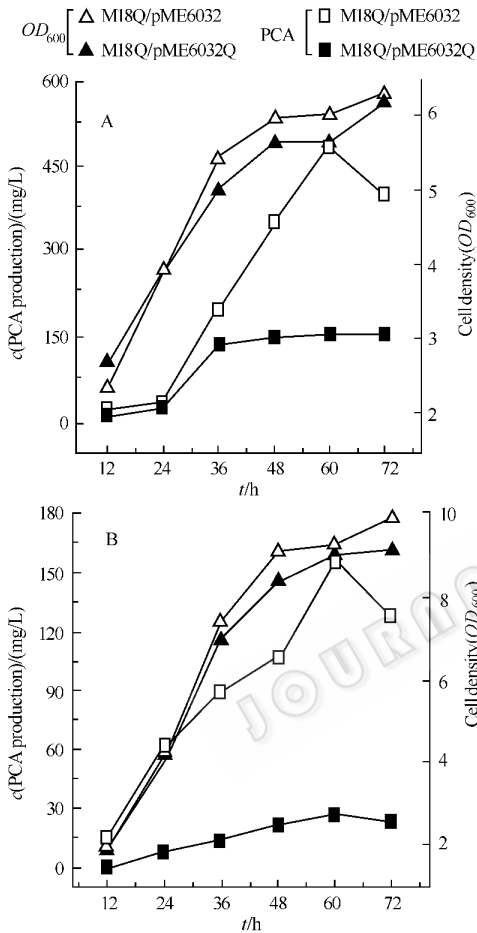 OD600 M18Q/pME6032 PCA M18Q/pME6032
M18Q/pME6032Q M18Q/pME6032Q
A
600
450
300
150
0
c(PCA production)/(mg/L)
6
5
4
3
2
Cell density(OD600)
12 24 36 48 60 72
t/h
B
180
150
120
90
60
30
0
c(PCA production)/(mg/L)
10
8
6
4
2
Cell density(OD600)
12 24 36 48 60 72
t/h
JOURNA